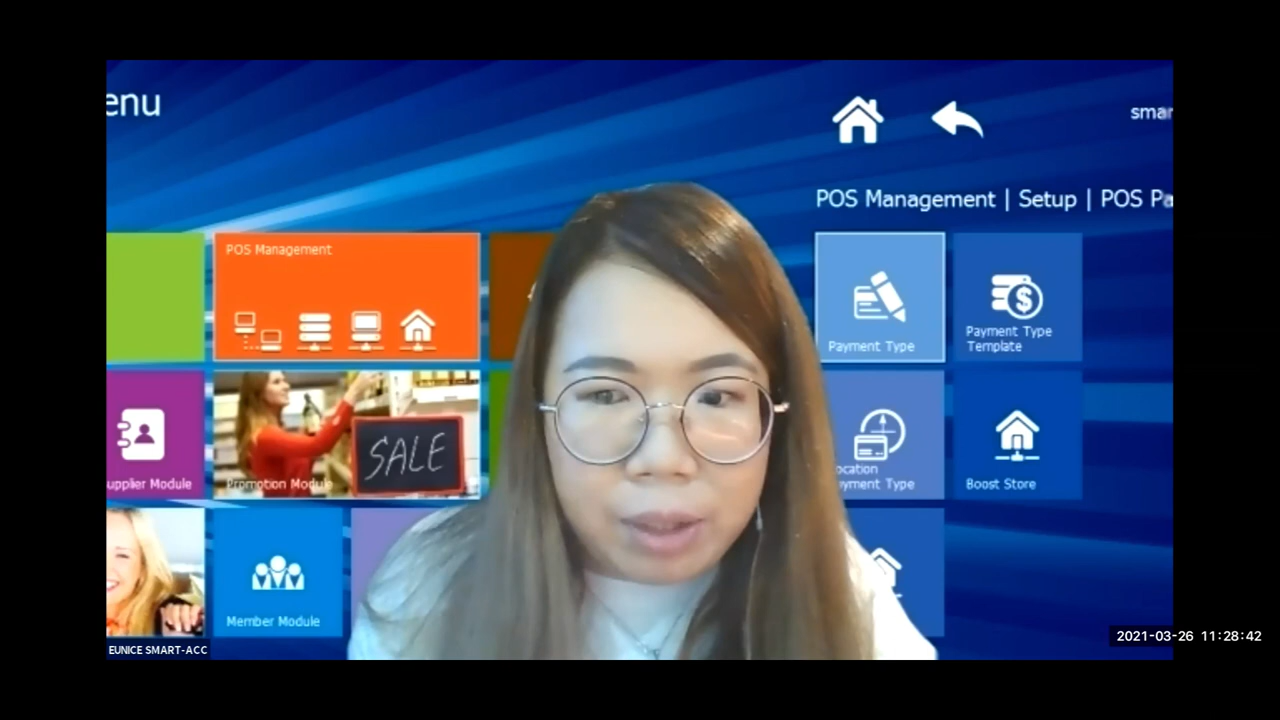 enu
smar
POS Management | Setup | POS Pa
POS Management
Payment Type
Payment Type
Template
upplier Module
Promotion Module
SALE
ocation
yment Type
Boost Store
Member Module
EUNICE SMART-ACC
2021-03-26 11:28:42